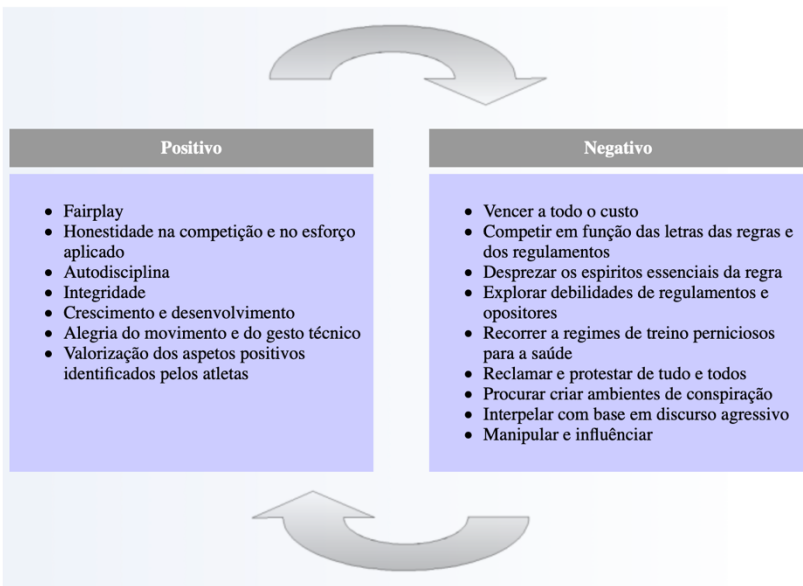 Positivo
• Fairplay
• Honestidade na competição e no esforço
aplicado
• Autodisciplina
• Integridade
• Crescimento e desenvolvimento
• Alegria do movimento e do gesto técnico
• Valorização dos aspetos positivos
identificados pelos atletas
Negativo
• Vencer a todo o custo
• Competir em função das letras das regras e
dos regulamentos
• Desprezar os espiritos essenciais da regra
• Explorar debilidades de regulamentos e
opositores
• Recorrer a regimes de treino perniciosos
para a saúde
• Reclamar e protestar de tudo e todos
• Procurar criar ambientes de conspiração
• Interpelar com base em discurso agressivo
• Manipular e influênciar